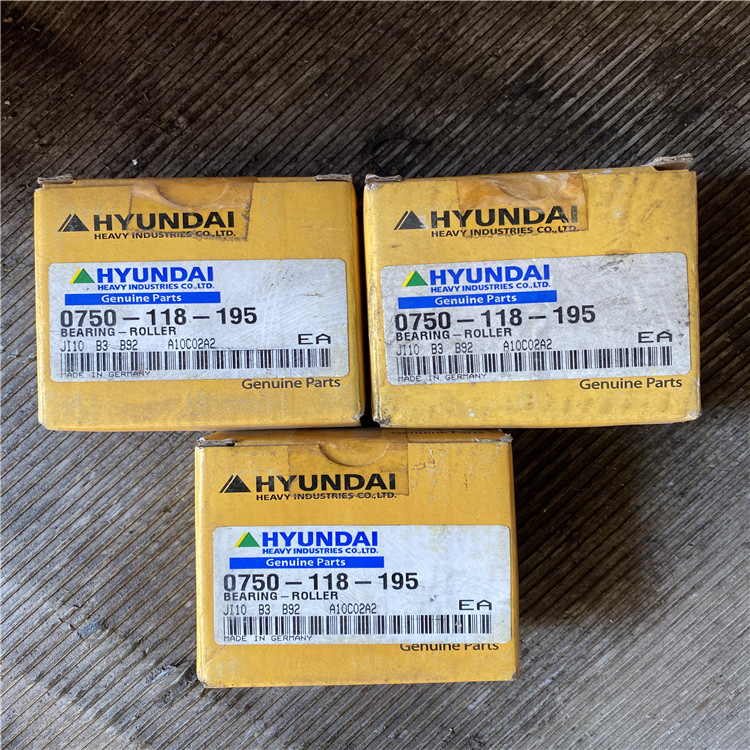 HYUNDAI
HEAVY INDUSTRIES CO.,LTD.
HYUNDAI
HEAVY INDUSTRIES CO.,LTD.
Genuine Parts
0750-118-195
BEARING-ROLLER
JI10 B3 B92 A10C02A2
EA
MADE IN GERMANY
Genuine Parts
HYUNDAI
HEAVY INDUSTRIES CO.,LTD.
HYUNDAI
HEAVY INDUSTRIES CO.,LTD.
Genuine Parts
0750-118-195
BEARING-ROLLER
JI10 B3 B92 A10C02A2
EA
MADE IN GERMANY
Genuine Parts
HYUNDAI
HEAVY INDUSTRIES CO.,LTD.
HYUNDAI
HEAVY INDUSTRIES CO.,LTD.
Genuine Parts
0750-118-195
BEARING-ROLLER
JI10 B3 B92 A10C02A2
EA
MADE IN GERMANY
Genuine Parts